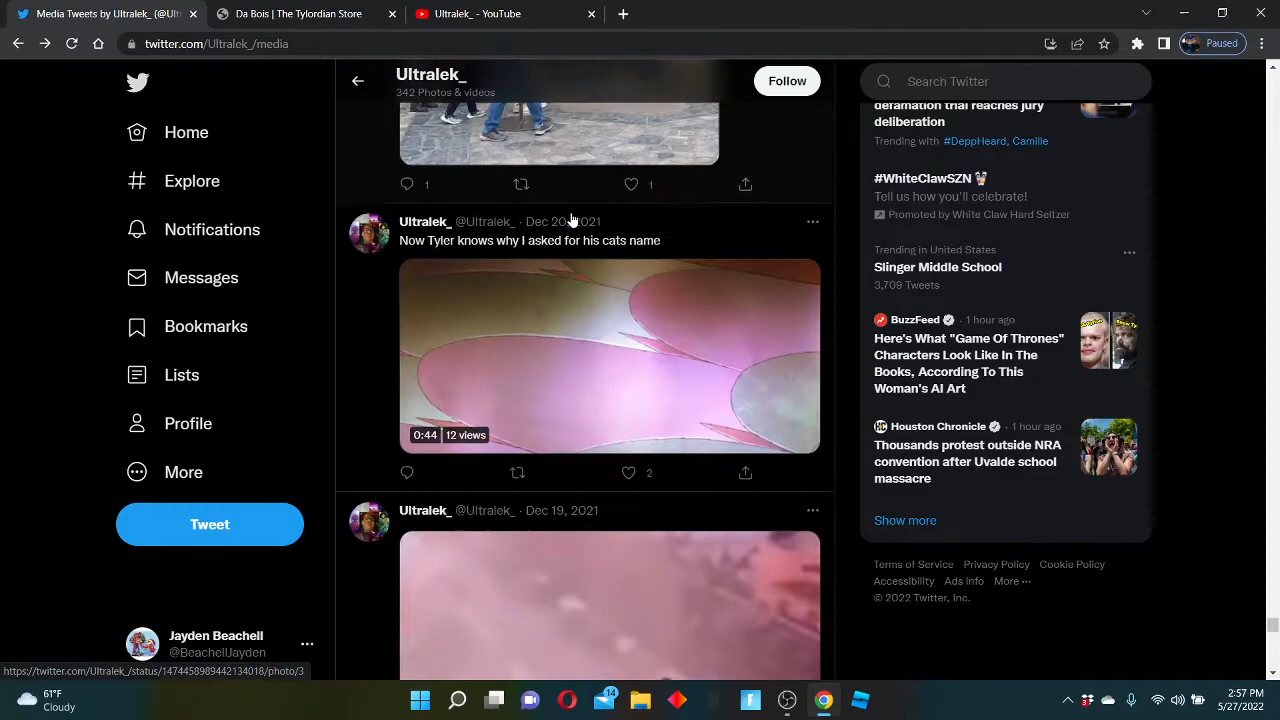 Media Tweets by Ultralek_ (@Ultr
Da Bois | The Tylordian Store
Ultralek_ - YouTube
twitter.com/Ultralek_/media
Paused
Home
Explore
Notifications
Messages
Bookmarks
Lists
Profile
More
Tweet
Jayden Beachell
@BeachellJayden
https://twitter.com/Ultralek_/status/1474458989442134018/photo/3
Ultralek_
342 Photos & videos
Follow
1
1
Ultralek_ @Ultralek_ · Dec 20, 2021
Now Tyler knows why I asked for his cats name
0:44 12 views
2
Ultralek_ @Ultralek_ · Dec 19, 2021
Search Twitter
defamation trial reaches jury
deliberation
Trending with #DeppHeard, Camille
#WhiteClawSZN
Tell us how you'll celebrate!
Promoted by White Claw Hard Seltzer
Trending in United States
Slinger Middle School
3,709 Tweets
BuzzFeed · 1 hour ago
Here's What "Game Of Thrones"
Characters Look Like In The
Books, According To This
Woman's AI Art
Houston Chronicle · 1 hour ago
Thousands protest outside NRA
convention after Uvalde school
massacre
Show more
Terms of Service Privacy Policy Cookie Policy
Accessibility Ads info More ···
© 2022 Twitter, Inc.
61°F
Cloudy
14
2:57 PM
5/27/2022